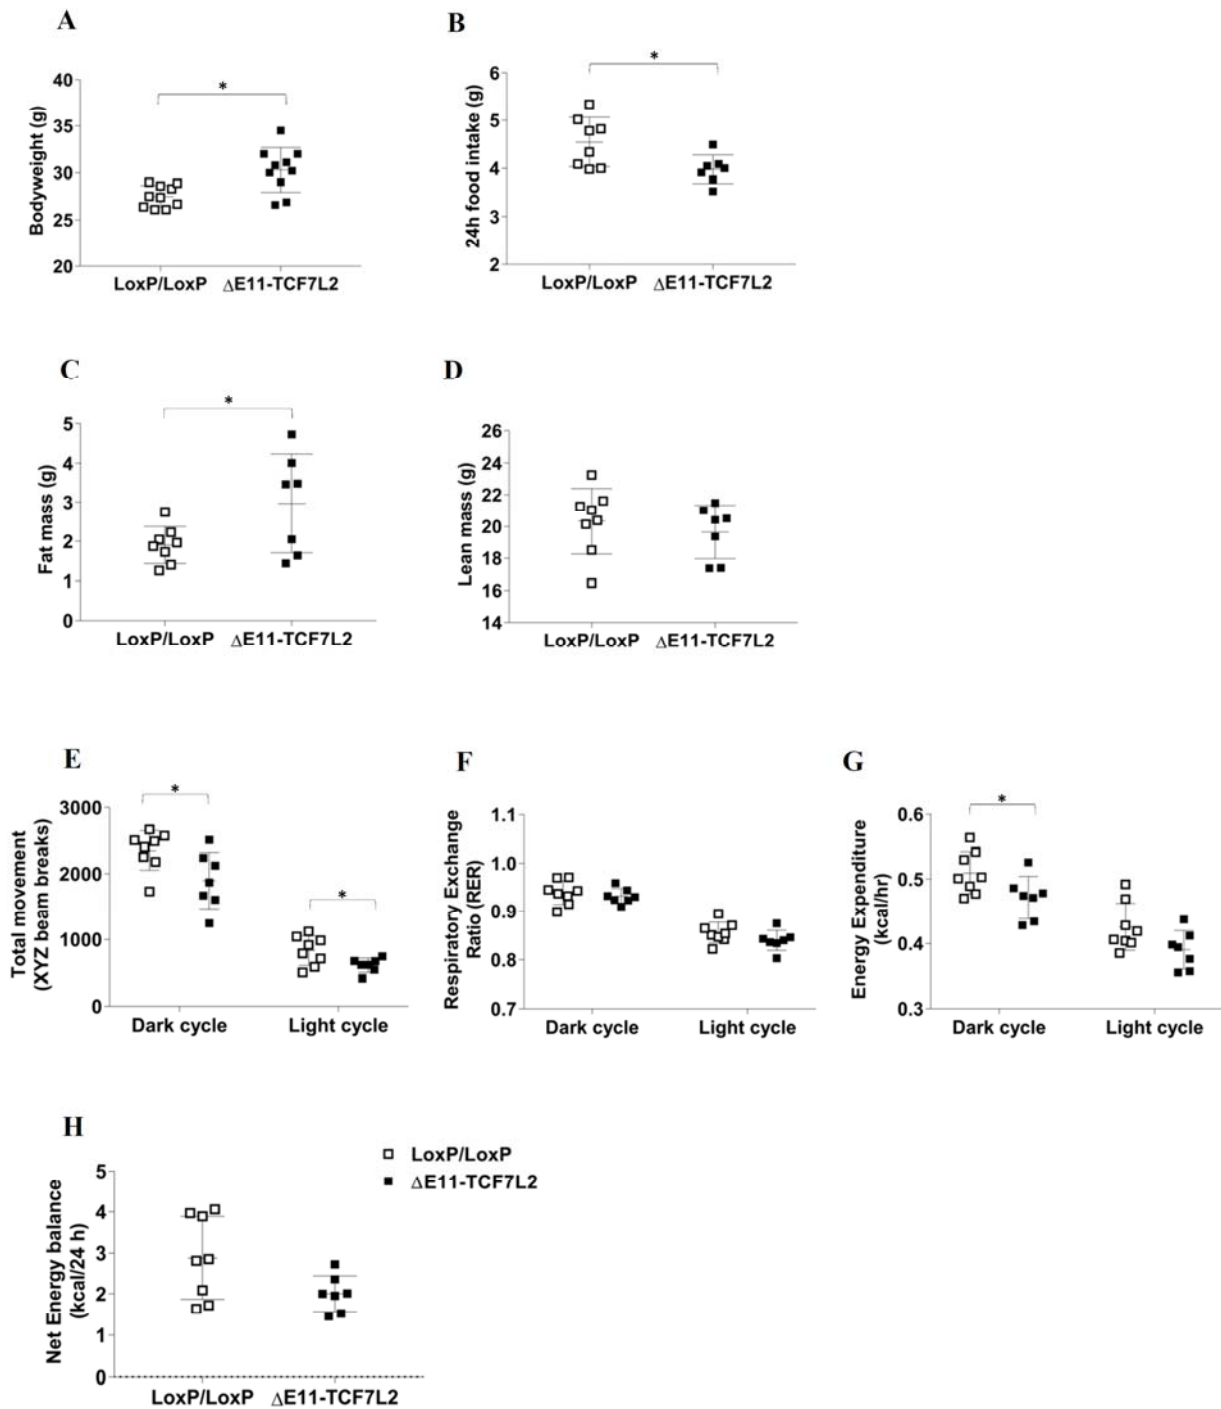 A
B
*
*
Bodyweight (g)
40
35
30
25
20
LoxP/LoxP ΔE11-TCF7L2
24h food intake (g)
6
5
4
3
2
LoxP/LoxP ΔE11-TCF7L2
C
D
*
Fat mass (g)
5
4
3
2
1
0
LoxP/LoxP ΔE11-TCF7L2
Lean mass (g)
26
24
22
20
18
16
14
LoxP/LoxP ΔE11-TCF7L2
E
F
G
*
*
Total movement
(XYZ beam breaks)
3000
2000
1000
0
Dark cycle Light cycle
Respiratory Exchange
Ratio (RER)
1.1
1.0
0.9
0.8
0.7
Dark cycle Light cycle
*
Energy Expenditure
(kcal/hr)
0.6
0.5
0.4
0.3
Dark cycle Light cycle
H
LoxP/LoxP
ΔE11-TCF7L2
Net Energy balance
(kcal/24 h)
5
4
3
2
1
0
LoxP/LoxP ΔE11-TCF7L2